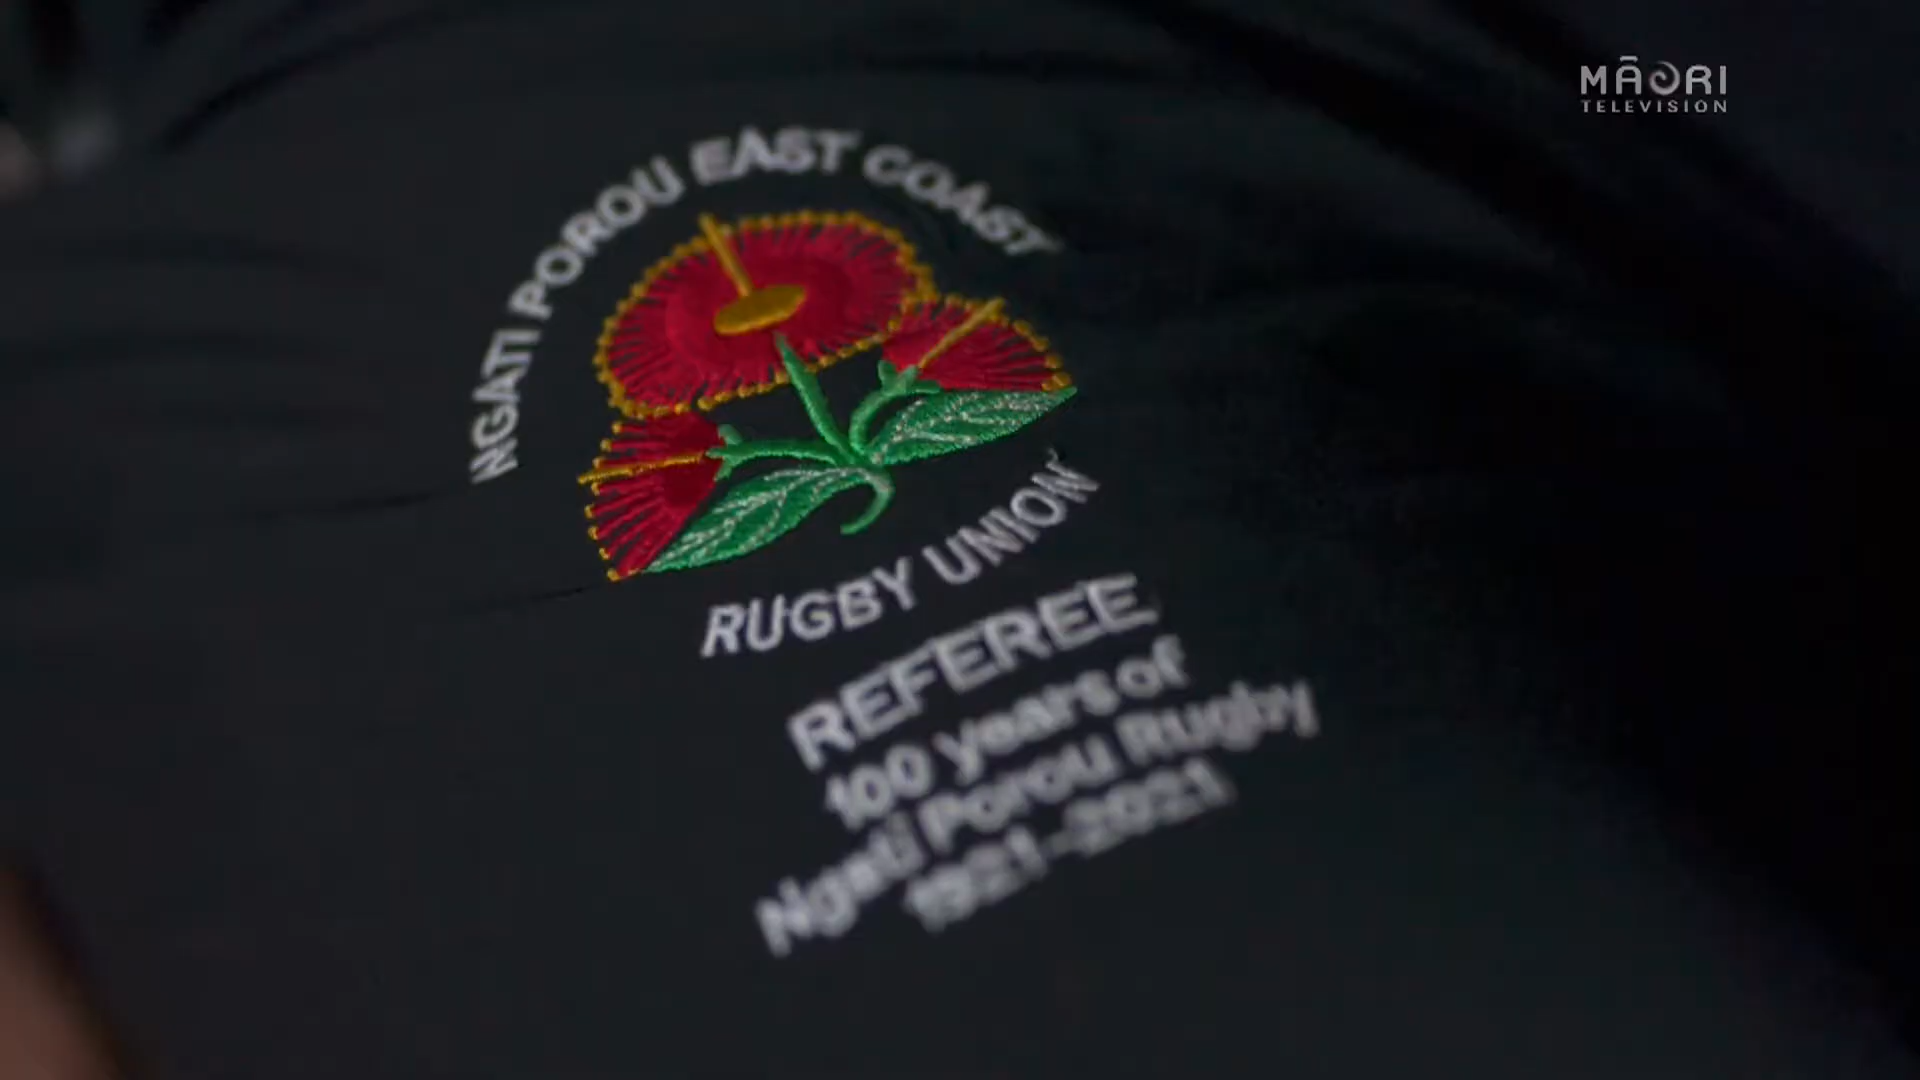 MĀORI
TELEVISION
NGATI POROU EAST COAST
RUGBY UNION
REFEREE
100 years of
Ngati Porou Rugby
1921-2021